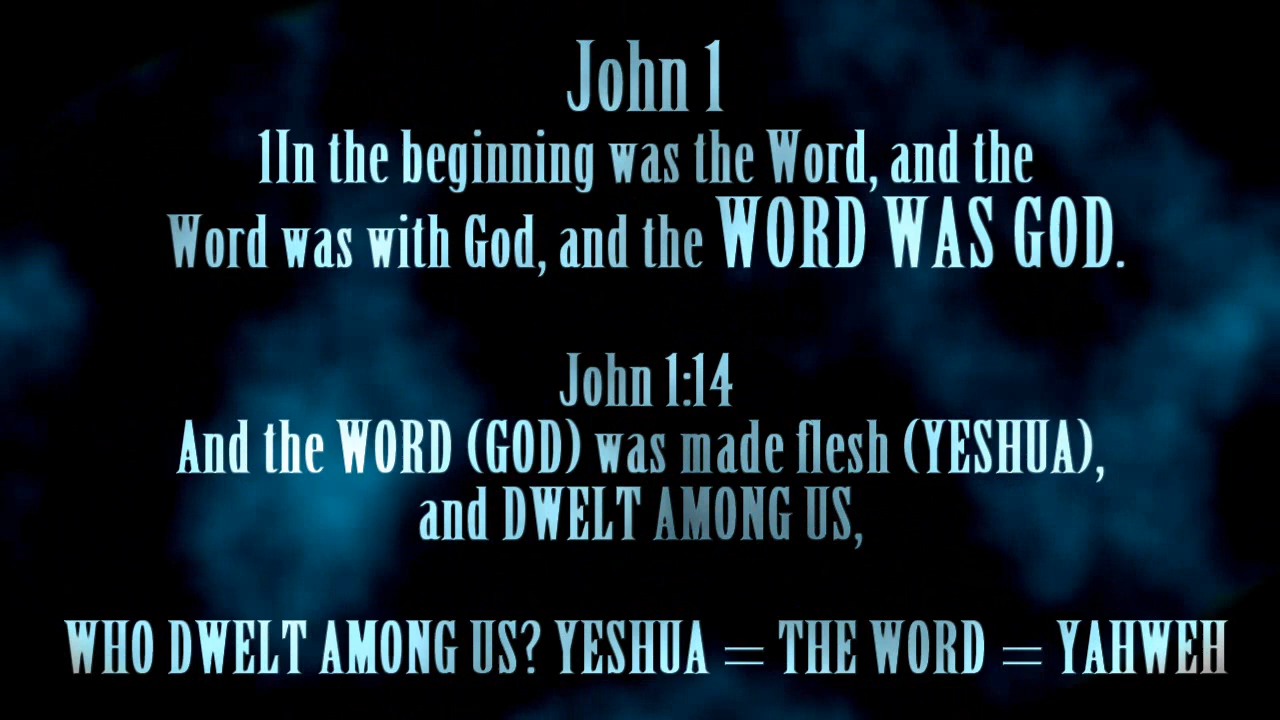 John 1
1In the beginning was the Word, and the
Word was with God, and the WORD WAS GOD.
John 1:14
And the WORD (GOD) was made flesh (YESHUA),
and DWELT AMONG US,
WHO DWELT AMONG US? YESHUA = THE WORD = YAHWEH